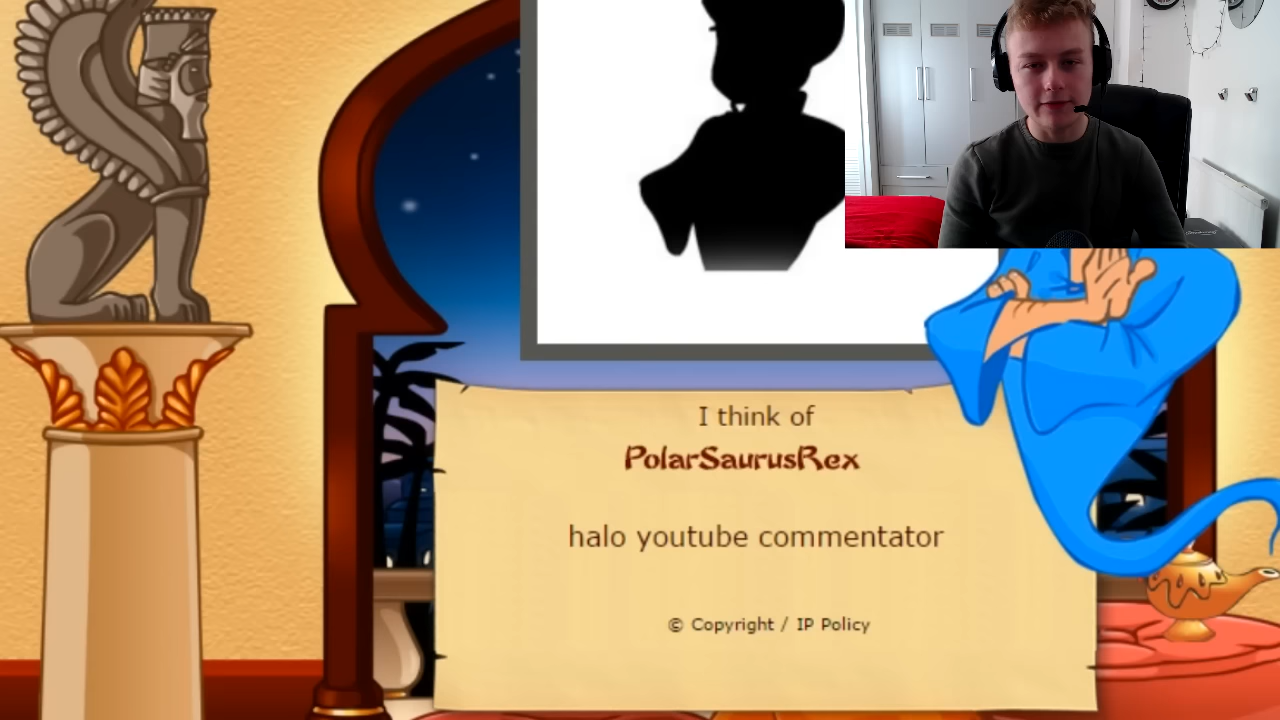 I think of
PolarSaurusRex
halo youtube commentator
© Copyright / IP Policy